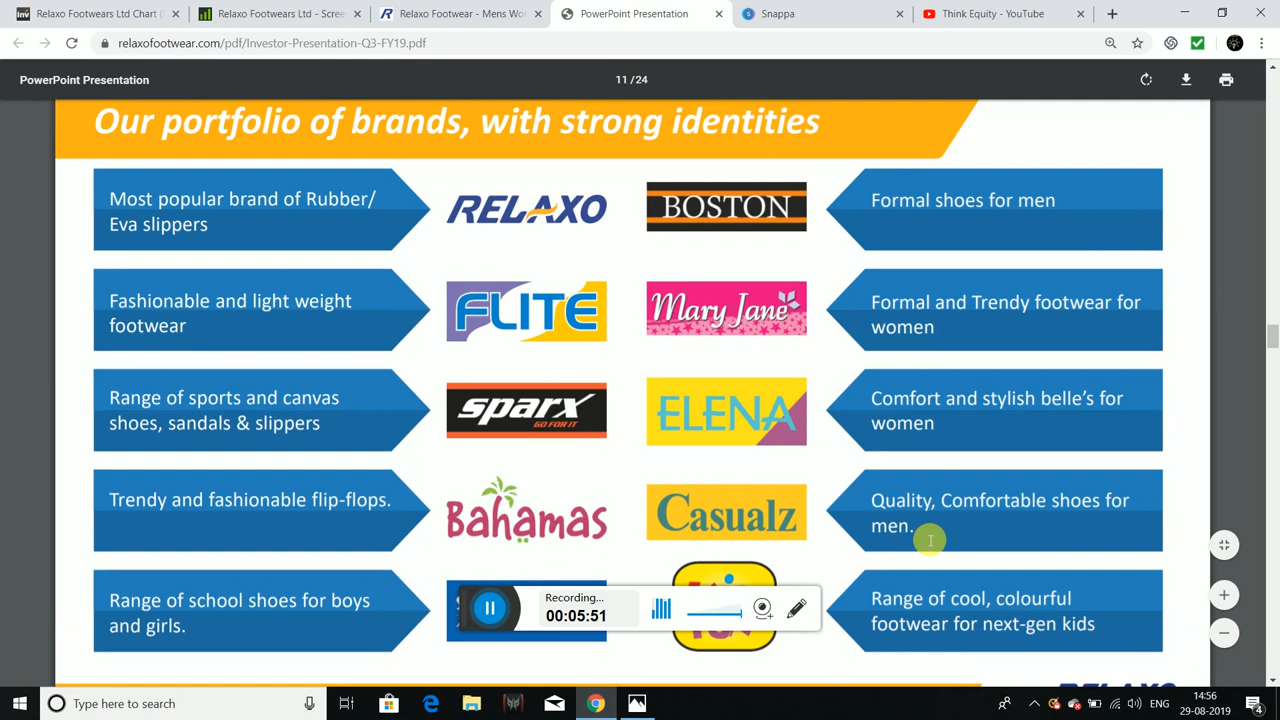 Relaxo Footwears Ltd Chart (
Relaxo Footwears Ltd - Scree
Relaxo Footwear - Mens Wo
PowerPoint Presentation
Snappa
Think Equity - YouTube
relaxofootwear.com/pdf/Investor-Presentation-Q3-FY19.pdf
PowerPoint Presentation
11 / 24
Our portfolio of brands, with strong identities
Most popular brand of Rubber/
Eva slippers
RELAXO
BOSTON
Formal shoes for men
Fashionable and light weight
footwear
FLITE
Mary Jane
Formal and Trendy footwear for
women
Range of sports and canvas
shoes, sandals & slippers
sparx
GO FOR IT
ELENA
Comfort and stylish belle's for
women
Trendy and fashionable flip-flops.
Bahamas
Casualz
Quality, Comfortable shoes for
men.
Range of school shoes for boys
and girls.
Recording...
00:05:51
Range of cool, colourful
footwear for next-gen kids
RELAXO
Type here to search
ENG
14:56
29-08-2019
4